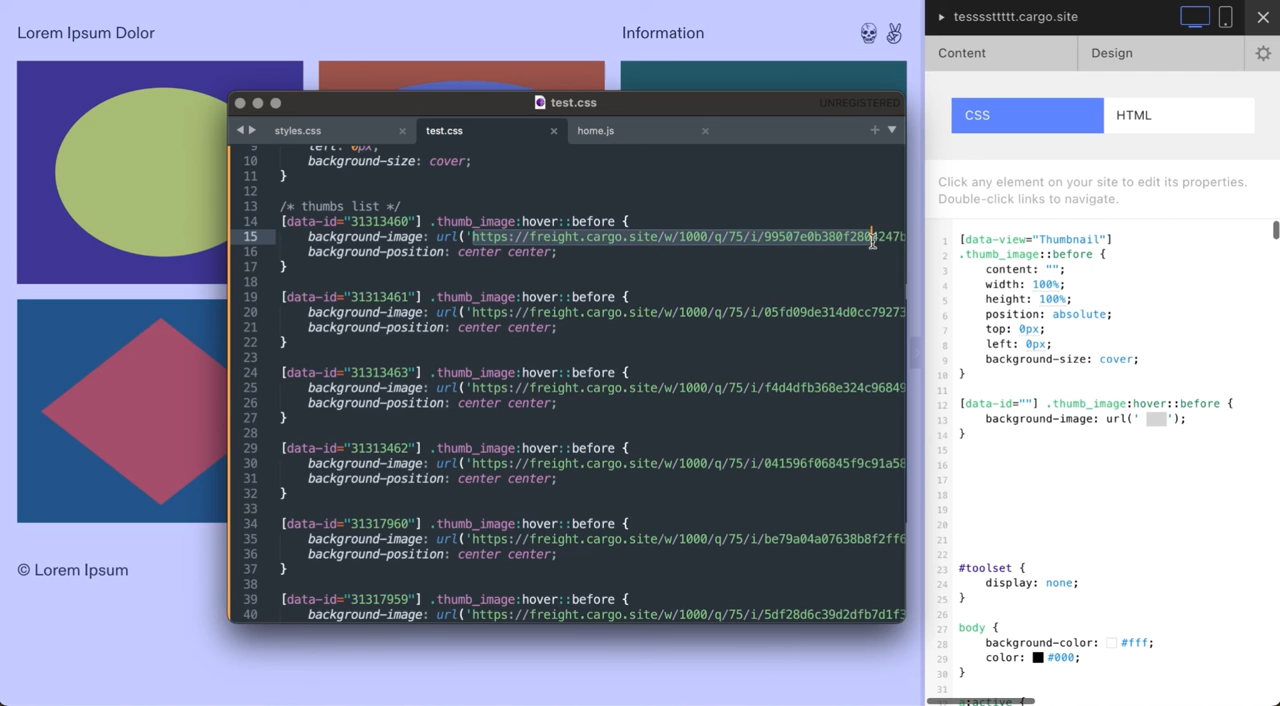 Lorem Ipsum Dolor
Information
© Lorem Ipsum
test.css
UNREGISTERED
styles.css
test.css
home.js
9 left: 0px;
10 background-size: cover;
11 }
12
13 /* thumbs list */
14 [data-id="31313460"] .thumb_image:hover::before {
15 background-image: url('https://freight.cargo.site/w/1000/q/75/i/99507e0b380f280
16 background-position: center center;
17 }
18
19 [data-id="31313461"] .thumb_image:hover::before {
20 background-image: url('https://freight.cargo.site/w/1000/q/75/i/05fd09de314d0cc79273
21 background-position: center center;
22 }
23
24 [data-id="31313463"] .thumb_image:hover::before {
25 background-image: url('https://freight.cargo.site/w/1000/q/75/i/f4d4dfb368e324c96849
26 background-position: center center;
27 }
28
29 [data-id="31313462"] .thumb_image:hover::before {
30 background-image: url('https://freight.cargo.site/w/1000/q/75/i/041596f06845f9c91a58
31 background-position: center center;
32 }
33
34 [data-id="31317960"] .thumb_image:hover::before {
35 background-image: url('https://freight.cargo.site/w/1000/q/75/i/be79a04a07638b8f2ff6
36 background-position: center center;
37 }
38
39 [data-id="31317959"] .thumb_image:hover::before {
40 background-image: url('https://freight.cargo.site/w/1000/q/75/i/5df28d6c39d2dfb7d1f3
tesssstttt.cargo.site
Content
Design
CSS
HTML
Click any element on your site to edit its properties.
Double-click links to navigate.
1 [data-view="Thumbnail"]
2 .thumb_image::before {
3 content: "";
4 width: 100%;
5 height: 100%;
6 position: absolute;
7 top: 0px;
8 left: 0px;
9 background-size: cover;
10 }
11
12 [data-id=""] .thumb_image:hover::before {
13 background-image: url(' ');
14 }
15
16
17
18
19
20
21
22
23 #toolset {
24 display: none;
25 }
26
27 body {
28 background-color: #fff;
29 color: #000;
30 }
31
a:active {